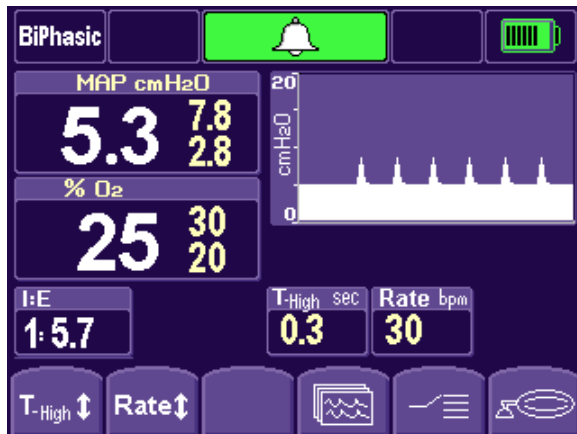 BiPhasic
MAP cmH2O
5.3
7.8
2.8
20
cmH2O
0
% O2
25
30
20
I:E
1:5.7
T-High sec
0.3
Rate bpm
30
T-High
Rate